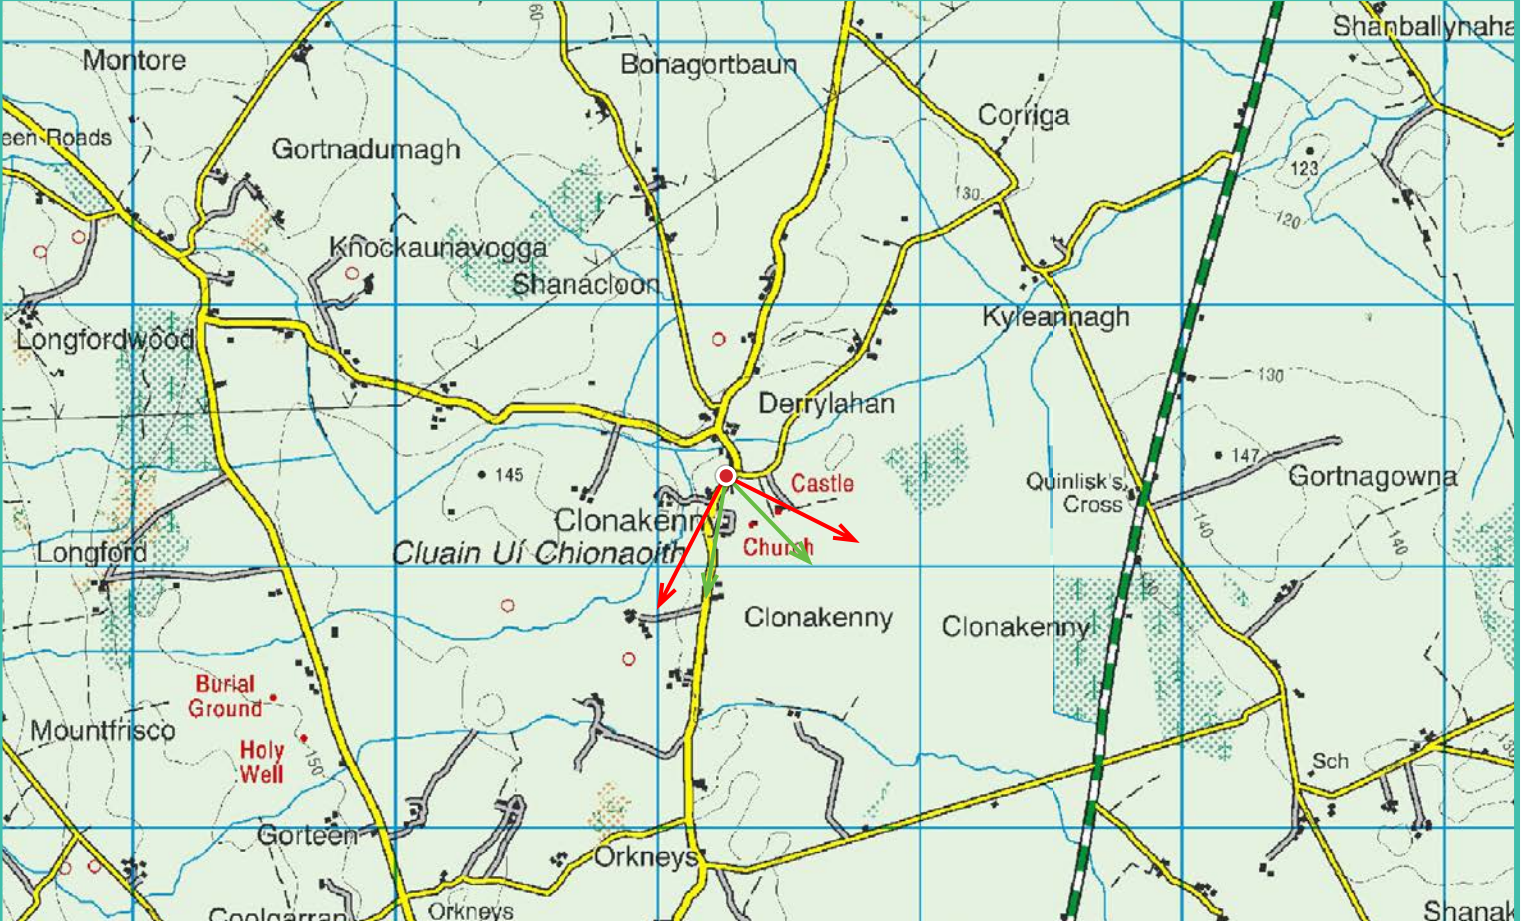 60
Shanballynaha
Montore
Bonagortbaun
Corriga
een Roads
Gortnadumagh
123
130
120
Knockaunavogga
Shanacloon
Kyleannagh
Longfordwood
130
Derrylahan
145
147
Gortnagowna
Castle
Quinlisk's
Cross
Clonakenny
140
140
Church
Longford
Cluain Uí Chionaoith
Clonakenny
Clonakenny
Burial
Ground
Mountfrisco
Holy
Well
150
Sch
Gorteen
Orkneys
Coolgarran
Orkneys
Shanak